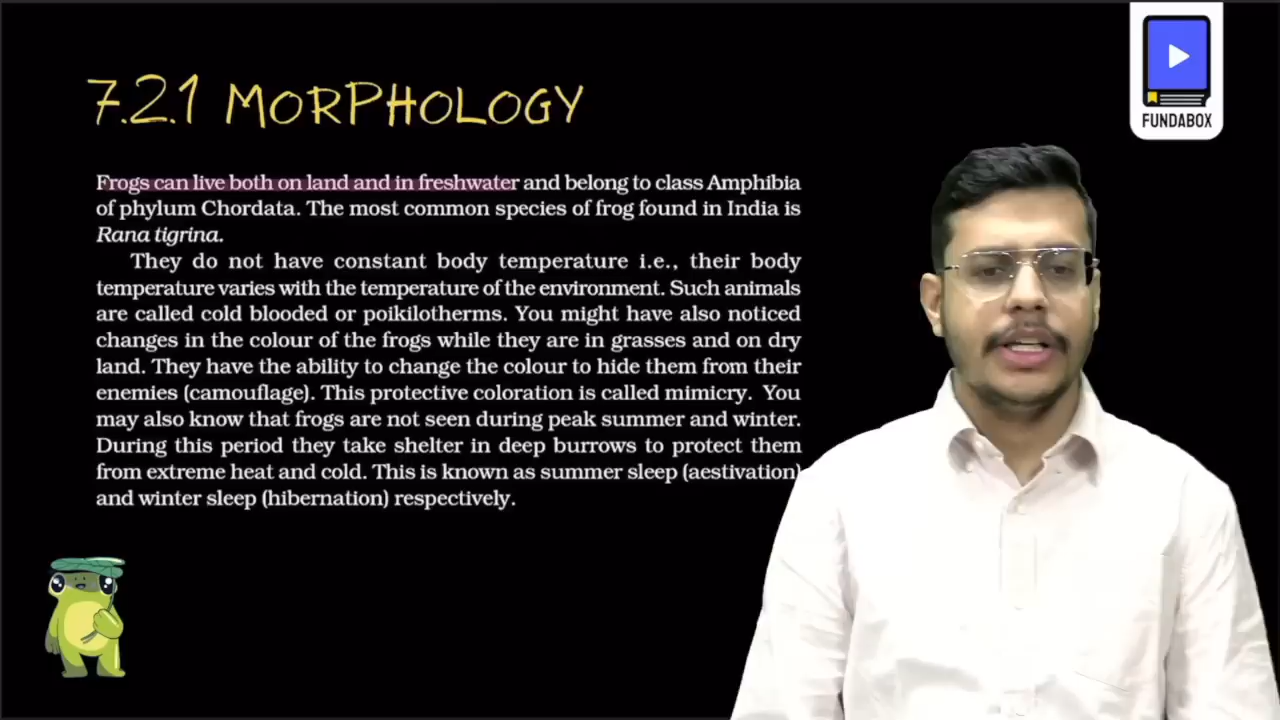 7.2.1 MORPHOLOGY
FUNDABOX
Frogs can live both on land and in freshwater and belong to class Amphibia
of phylum Chordata. The most common species of frog found in India is
Rana tigrina.
They do not have constant body temperature i.e., their body
temperature varies with the temperature of the environment. Such animals
are called cold blooded or poikilotherms. You might have also noticed
changes in the colour of the frogs while they are in grasses and on dry
land. They have the ability to change the colour to hide them from their
enemies (camouflage). This protective coloration is called mimicry. You
may also know that frogs are not seen during peak summer and winter.
During this period they take shelter in deep burrows to protect them
from extreme heat and cold. This is known as summer sleep (aestivation)
and winter sleep (hibernation) respectively.